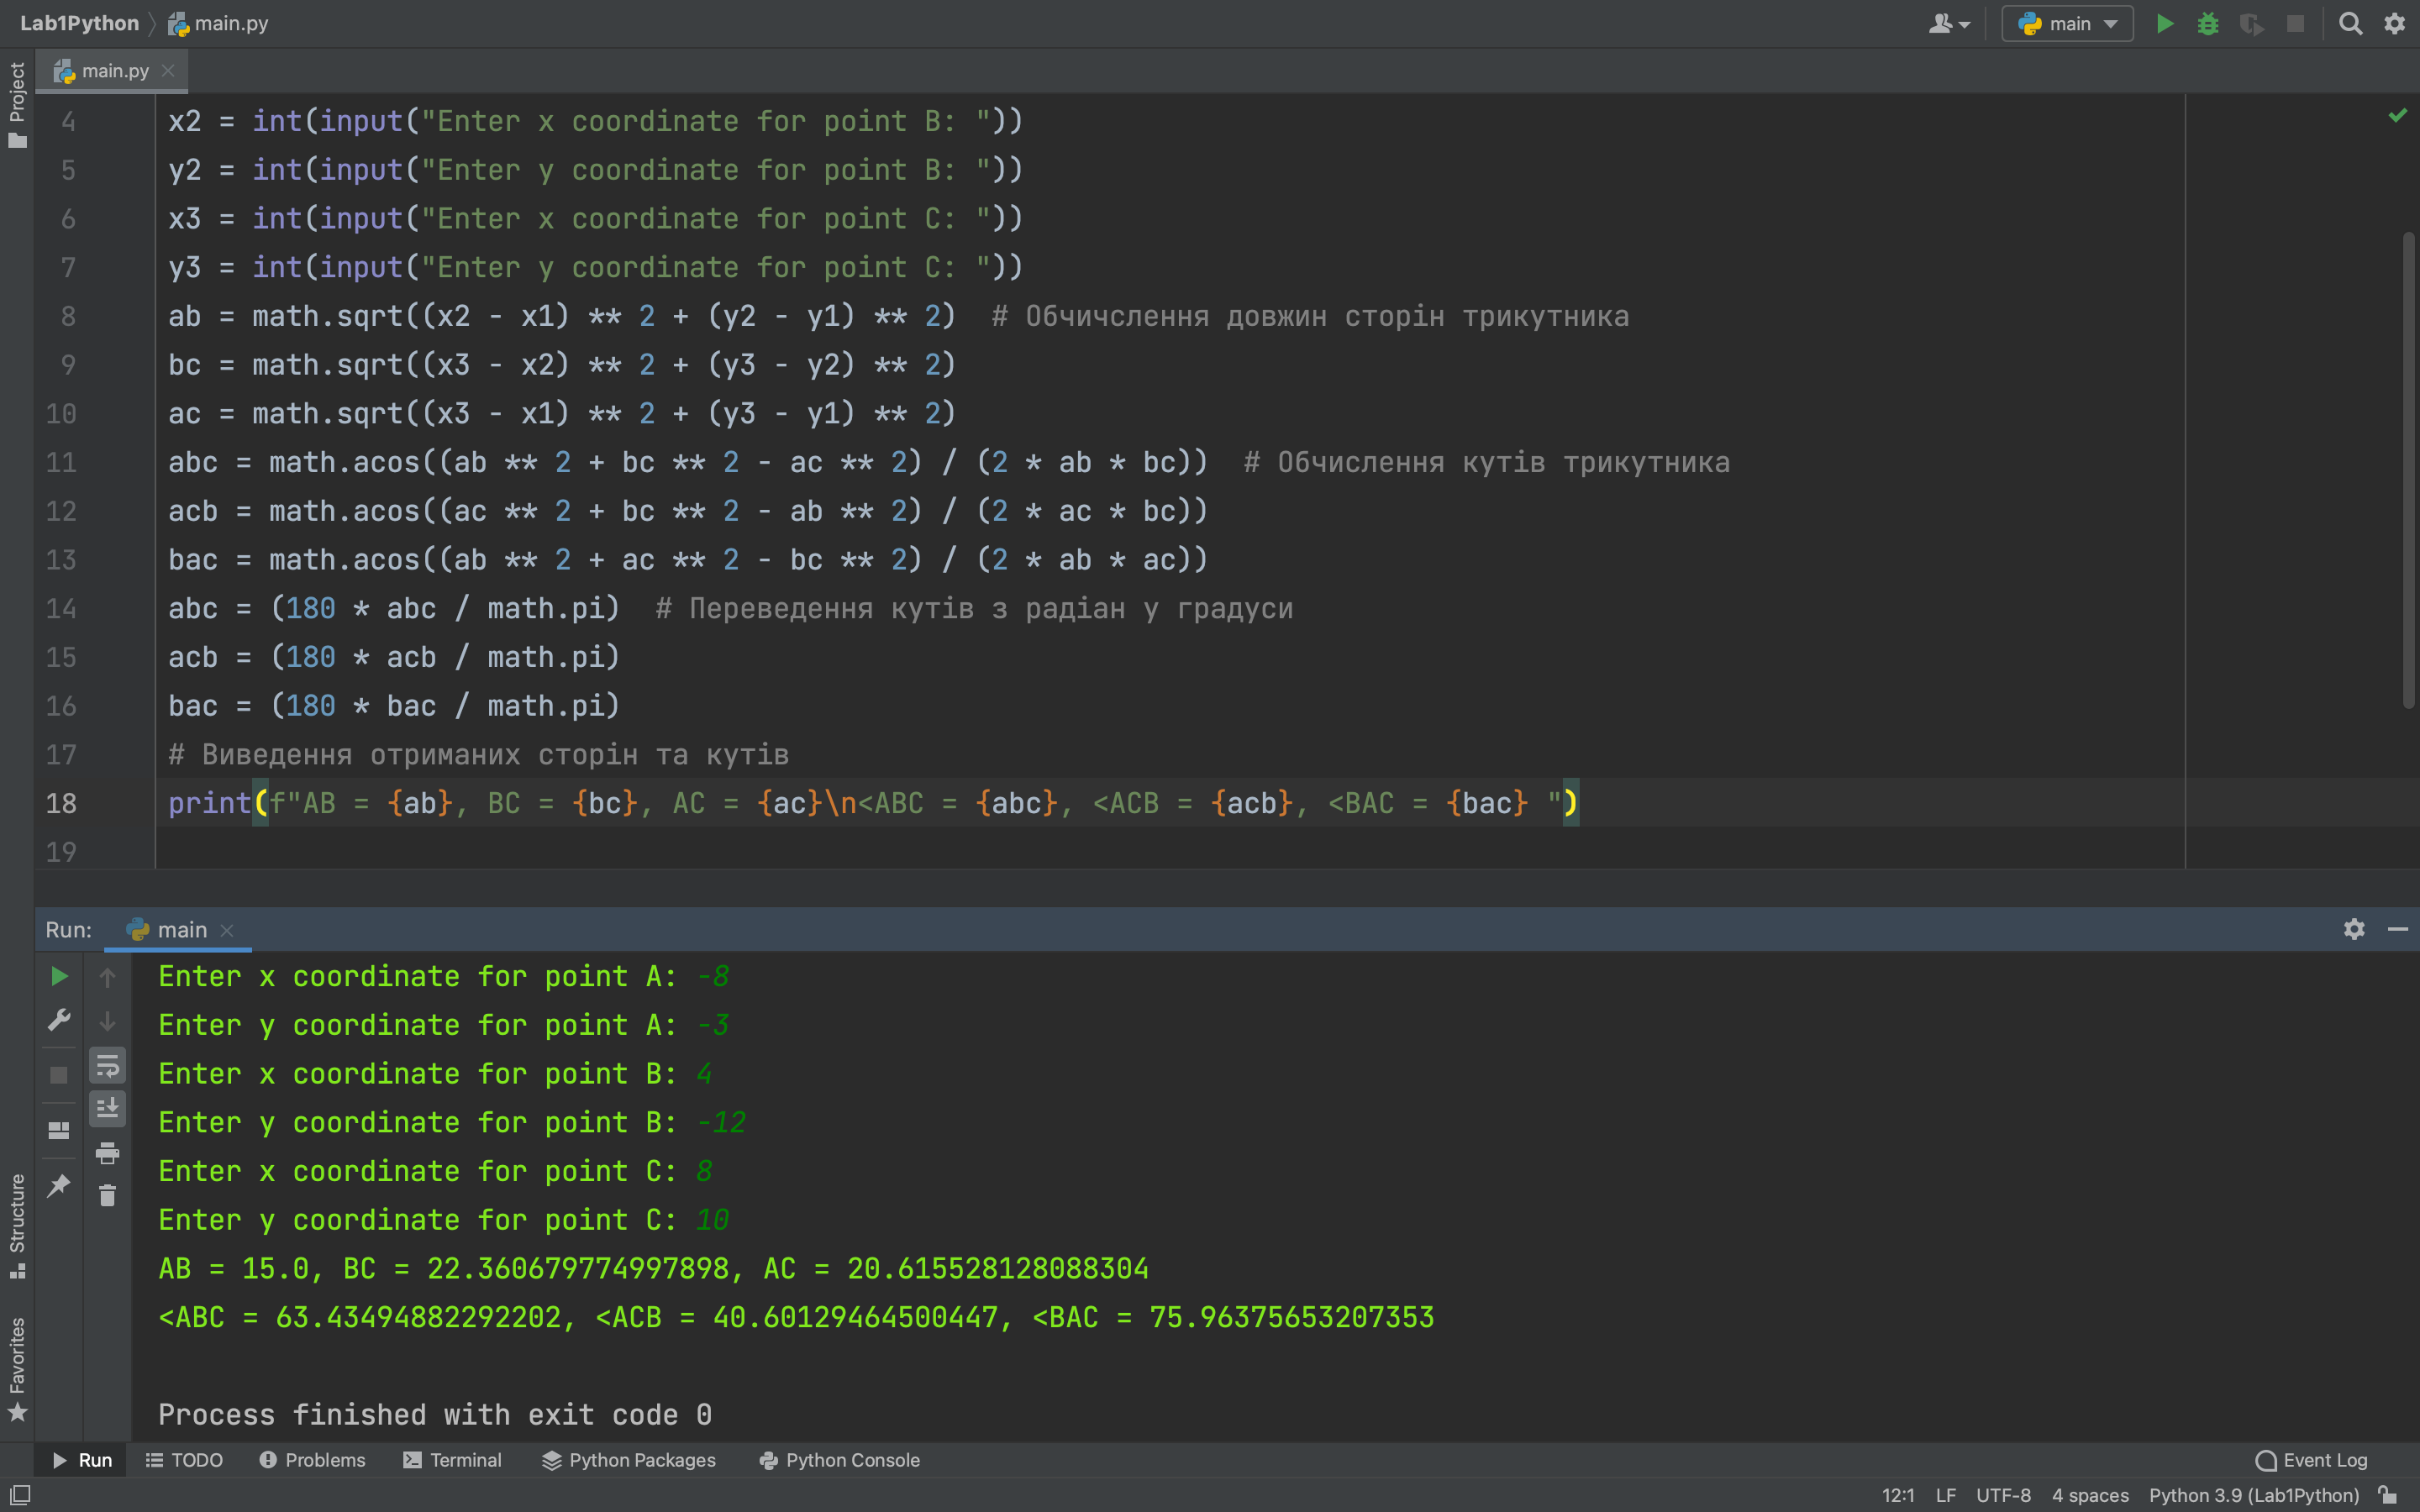 Lab1Python main.py
main
main.py
Project
4 x2 = int(input("Enter x coordinate for point B: "))
5 y2 = int(input("Enter y coordinate for point B: "))
6 x3 = int(input("Enter x coordinate for point C: "))
7 y3 = int(input("Enter y coordinate for point C: "))
8 ab = math.sqrt((x2 - x1) ** 2 + (y2 - y1) ** 2)  # Обчичслення довжин сторін трикутника
9 bc = math.sqrt((x3 - x2) ** 2 + (y3 - y2) ** 2)
10 ac = math.sqrt((x3 - x1) ** 2 + (y3 - y1) ** 2)
11 abc = math.acos((ab ** 2 + bc ** 2 - ac ** 2) / (2 * ab * bc))  # Обчислення кутів трикутника
12 acb = math.acos((ac ** 2 + bc ** 2 - ab ** 2) / (2 * ac * bc))
13 bac = math.acos((ab ** 2 + ac ** 2 - bc ** 2) / (2 * ab * ac))
14 abc = (180 * abc / math.pi)  # Переведення кутів з радіан у градуси
15 acb = (180 * acb / math.pi)
16 bac = (180 * bac / math.pi)
17 # Виведення отриманих сторін та кутів
18 print(f"AB = {ab}, BC = {bc}, AC = {ac}\n<ABC = {abc}, <ACB = {acb}, <BAC = {bac} ")
19
Run: main
Enter x coordinate for point A: -8
Enter y coordinate for point A: -3
Enter x coordinate for point B: 4
Enter y coordinate for point B: -12
Enter x coordinate for point C: 8
Enter y coordinate for point C: 10
AB = 15.0, BC = 22.360679774997898, AC = 20.615528128088304
<ABC = 63.43494882292202, <ACB = 40.60129464500447, <BAC = 75.96375653207353
Process finished with exit code 0
Structure
Favorites
Run TODO Problems Terminal Python Packages Python Console Event Log
12:1 LF UTF-8 4 spaces Python 3.9 (Lab1Python)